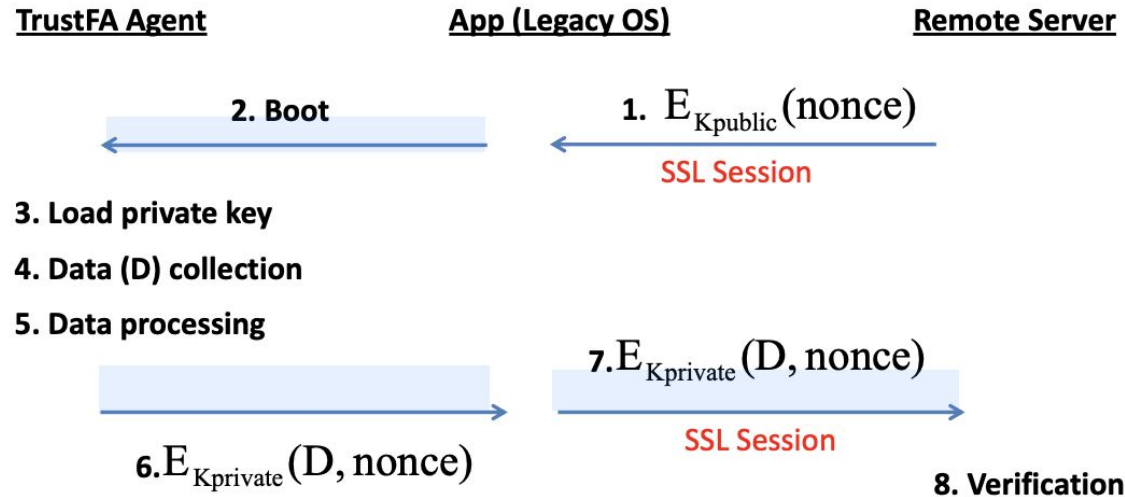 TrustFA Agent App (Legacy OS) Remote Server
2. Boot 1. E_Kpublic (nonce)
SSL Session
3. Load private key
4. Data (D) collection
5. Data processing
7. E_Kprivate (D, nonce)
SSL Session
6. E_Kprivate (D, nonce)
8. Verification